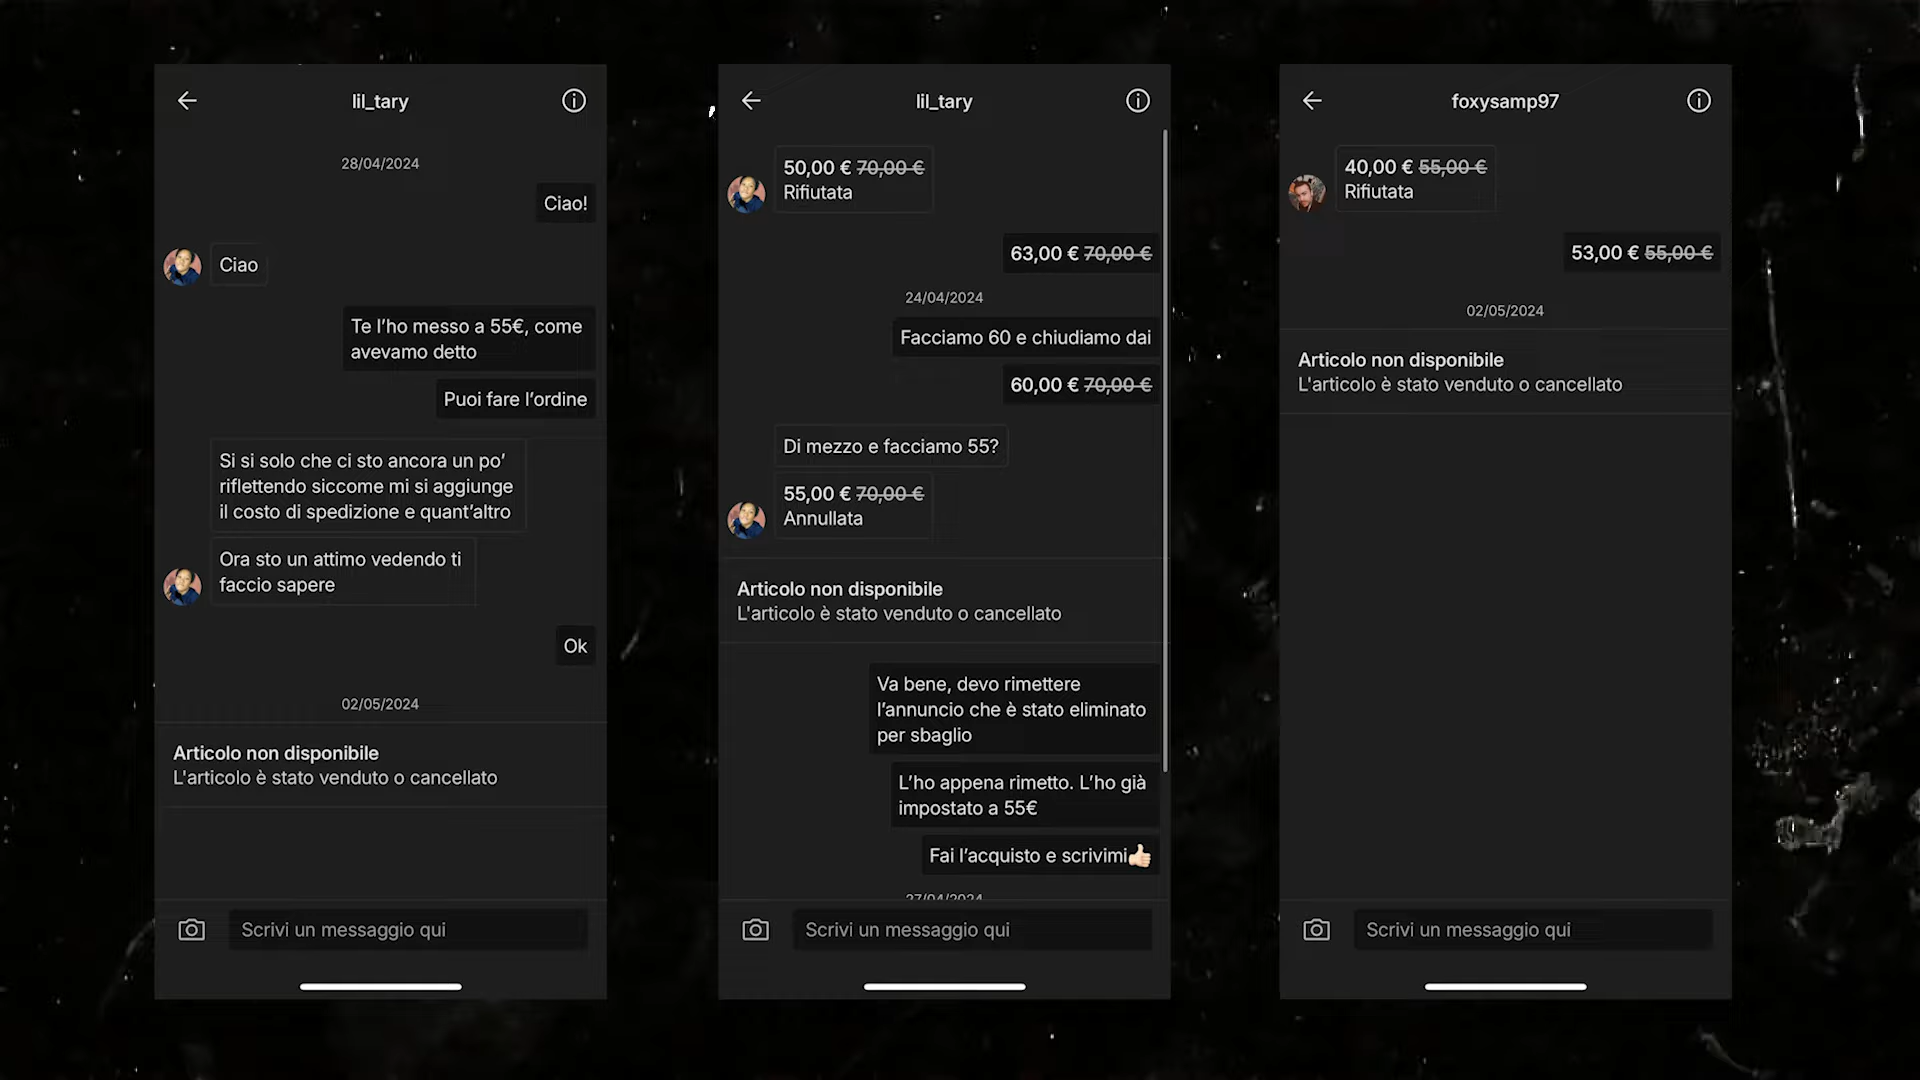 lil_tary
28/04/2024
Ciao!
Ciao
Te l'ho messo a 55€, come
avevamo detto
Puoi fare l'ordine
Si si solo che ci sto ancora un po'
riflettendo siccome mi si aggiunge
il costo di spedizione e quant'altro
Ora sto un attimo vedendo ti
faccio sapere
Ok
02/05/2024
Articolo non disponibile
L'articolo è stato venduto o cancellato
Scrivi un messaggio qui
lil_tary
50,00 € 70,00 €
Rifiutata
63,00 € 70,00 €
24/04/2024
Facciamo 60 e chiudiamo dai
60,00 € 70,00 €
Di mezzo e facciamo 55?
55,00 € 70,00 €
Annullata
Articolo non disponibile
L'articolo è stato venduto o cancellato
Va bene, devo rimettere
l'annuncio che è stato eliminato
per sbaglio
L'ho appena rimetto. L'ho già
impostato a 55€
Fai l'acquisto e scrivimi👍🏻
27/04/2024
Scrivi un messaggio qui
foxysamp97
40,00 € 55,00 €
Rifiutata
53,00 € 55,00 €
02/05/2024
Articolo non disponibile
L'articolo è stato venduto o cancellato
Scrivi un messaggio qui